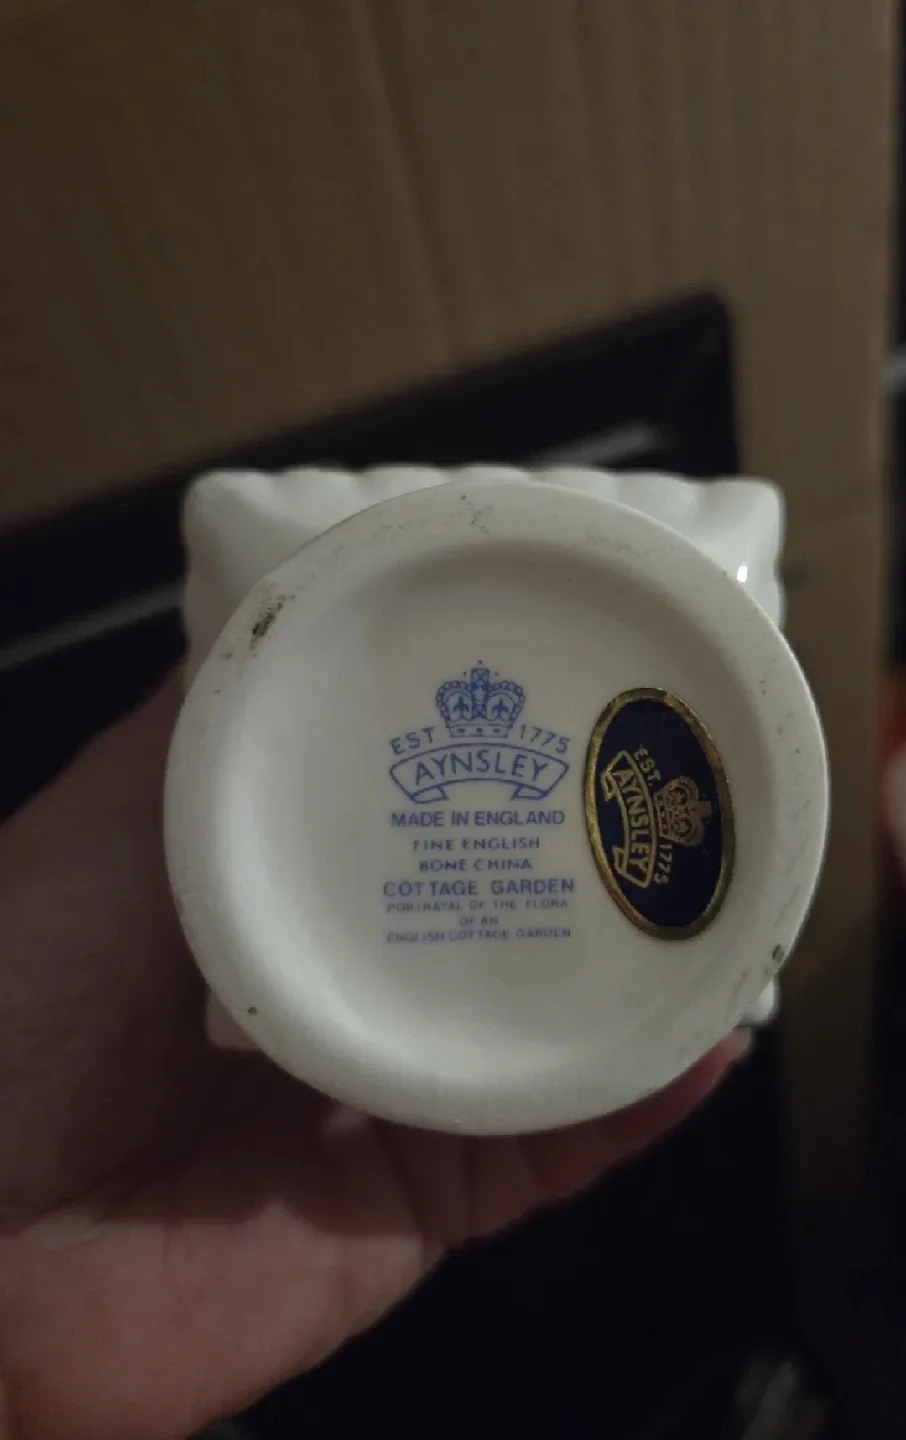 EST 1775
AYNSLEY
MADE IN ENGLAND
FINE ENGLISH
BONE CHINA
COTTAGE GARDEN
PORTRAYAL OF THE FLORA
OF AN
ENGLISH COTTAGE GARDEN
EST. 1775
AYNSLEY